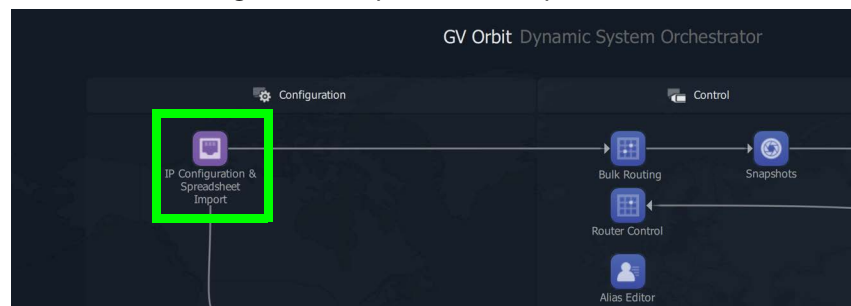 GV Orbit Dynamic System Orchestrator
Configuration
Control
IP Configuration &
Spreadsheet
Import
Bulk Routing
Snapshots
Router Control
Alias Editor